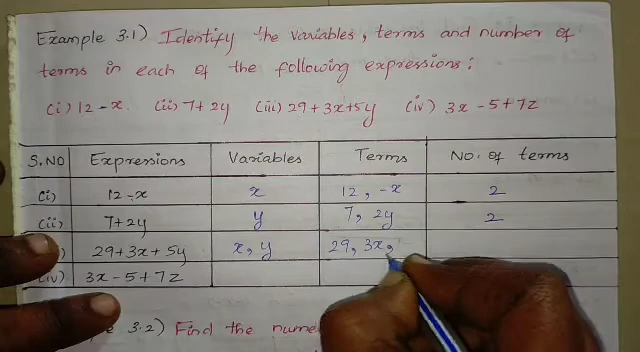 Example 3.1) Identify the variables, terms and number of
terms in each of the following expressions:
(i) 12 - x (ii) 7 + 2y (iii) 29 + 3x + 5y (iv) 3x - 5 + 7z
S.NO Expressions Variables Terms No. of terms
(i) 12 - x x 12, -x 2
(ii) 7 + 2y y 7, 2y 2
29 + 3x + 5y x, y 29, 3x,
(iv) 3x - 5 + 7z
3.2) Find the nume